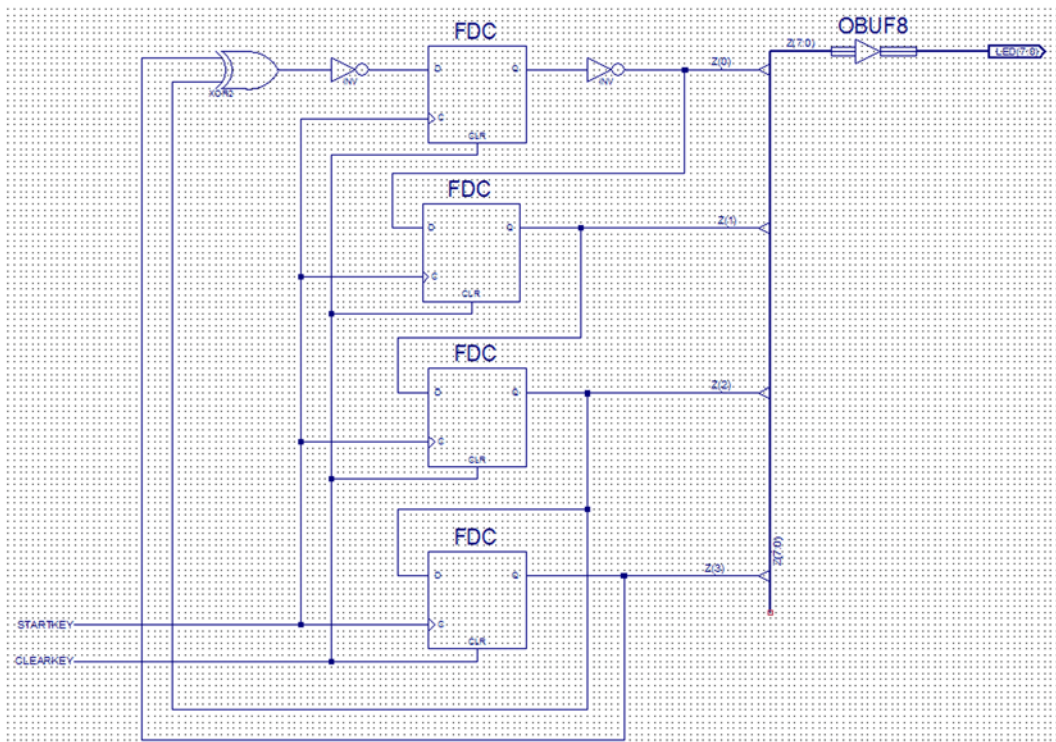 OBUF8
FDC
Z(7:0)
LED(7:0)
Z(0)
D
Q
INV
INV
XOR2
C
CLR
FDC
Z(1)
D
Q
C
CLR
FDC
Z(2)
D
Q
C
CLR
FDC
Z(7:0)
Z(3)
D
Q
STARTKEY
C
CLR
CLEARKEY